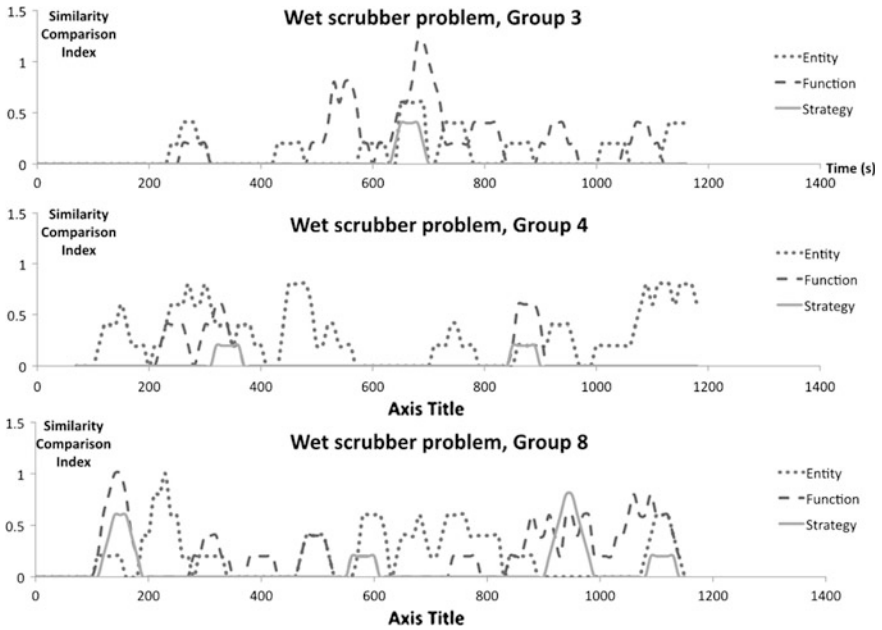 Similarity
Comparison
Index
Wet scrubber problem, Group 3
1.5
1
0.5
0
Entity
Function
Strategy
0 200 400 600 800 1000 1200 1400
Time (s)
Similarity
Comparison
Index
Wet scrubber problem, Group 4
1.5
1
0.5
0
Entity
Function
Strategy
0 200 400 600 800 1000 1200 1400
Axis Title
Similarity
Comparison
Index
Wet scrubber problem, Group 8
1.5
1
0.5
0
Entity
Function
Strategy
0 200 400 600 800 1000 1200 1400
Axis Title